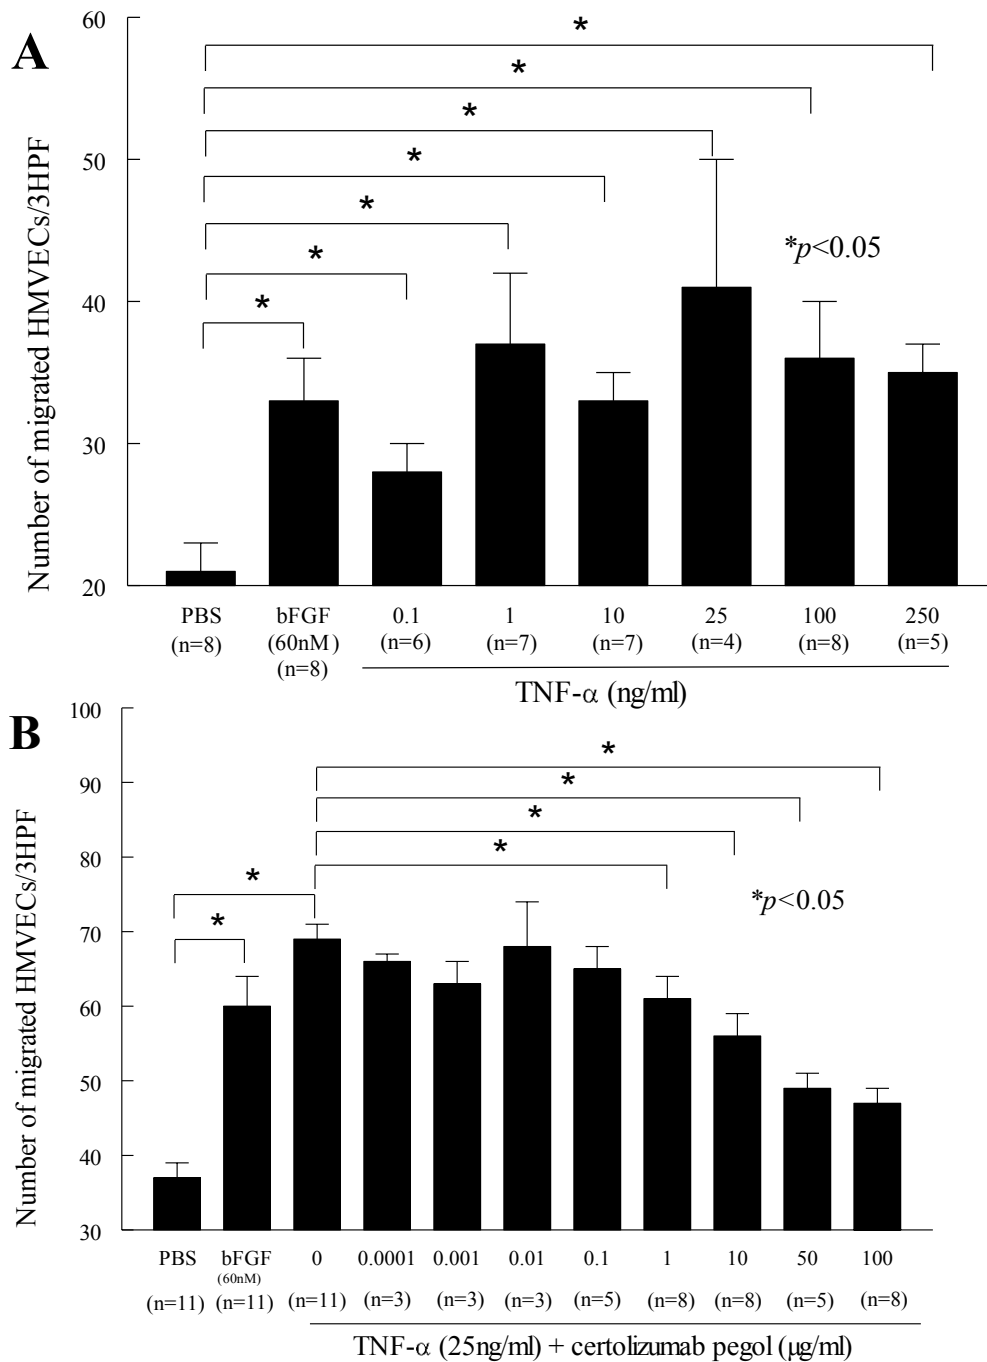 A
Number of migrated HMVECs/3HPF
60
50
40
30
20
*
*
*
*
*
*
*
*p<0.05
PBS bFGF 0.1 1 10 25 100 250
(n=8) (60nM) (n=6) (n=7) (n=7) (n=4) (n=8) (n=5)
(n=8)
TNF-α (ng/ml)
B
Number of migrated HMVECs/3HPF
100
90
80
70
60
50
40
30
*
*
*
*
*
*
*p<0.05
PBS bFGF 0 0.0001 0.001 0.01 0.1 1 10 50 100
(60nM)
(n=11) (n=11) (n=11) (n=3) (n=3) (n=3) (n=5) (n=8) (n=8) (n=5) (n=8)
TNF-α (25ng/ml) + certolizumab pegol (µg/ml)